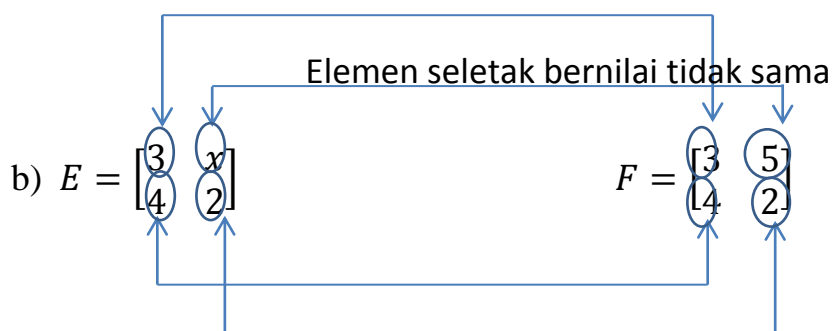 Elemen seletak bernilai tidak sama
b) E = [3 x
4 2] F = [3 5
4 2]